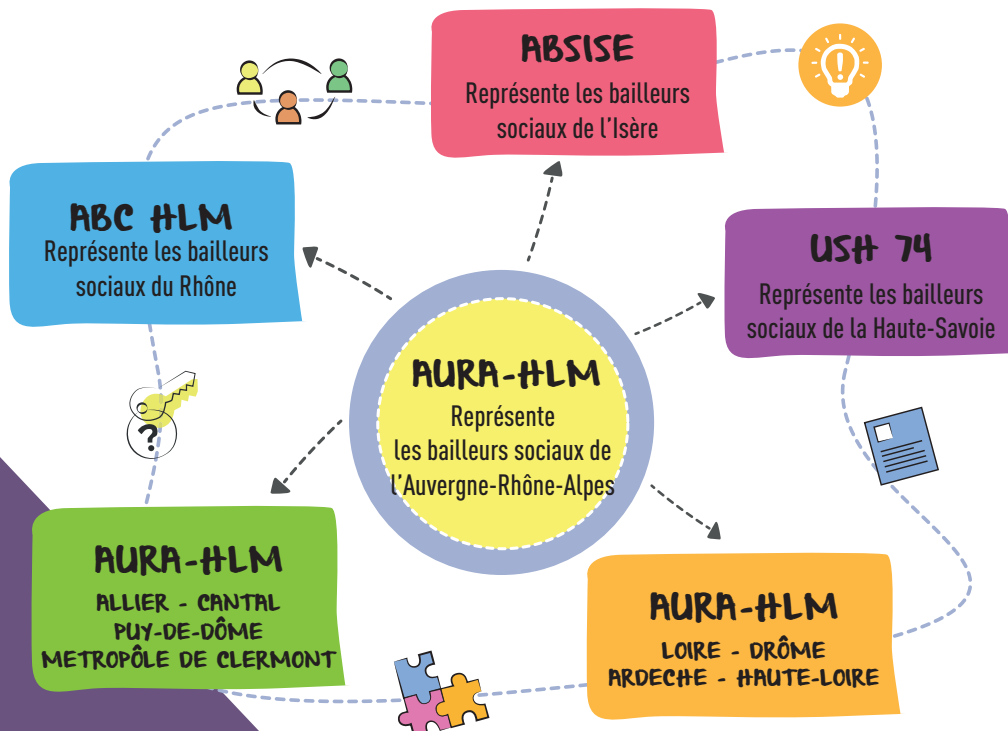 ABSISE
Représente les bailleurs
sociaux de l'Isère
ABC HLM
Représente les bailleurs
sociaux du Rhône
USH 74
Représente les bailleurs
sociaux de la Haute-Savoie
AURA-HLM
Représente
les bailleurs sociaux de
l'Auvergne-Rhône-Alpes
?
AURA-HLM
ALLIER - CANTAL
PUY-DE-DÔME
METROPÔLE DE CLERMONT
AURA-HLM
LOIRE - DRÔME
ARDECHE - HAUTE-LOIRE